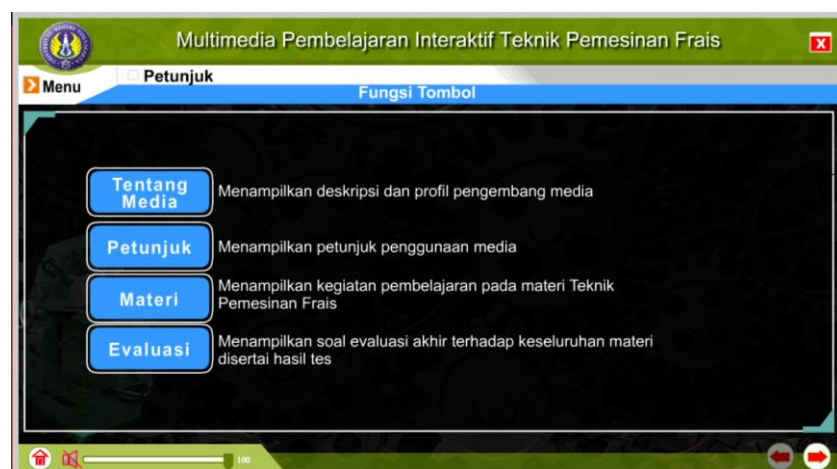 Multimedia Pembelajaran Interaktif Teknik Pemesinan Frais
X
Menu
Petunjuk
Fungsi Tombol
Tentang
Media
Menampilkan deskripsi dan profil pengembang media
Petunjuk
Menampilkan petunjuk penggunaan media
Materi
Menampilkan kegiatan pembelajaran pada materi Teknik
Pemesinan Frais
Evaluasi
Menampilkan soal evaluasi akhir terhadap keseluruhan materi
disertai hasil tes
100